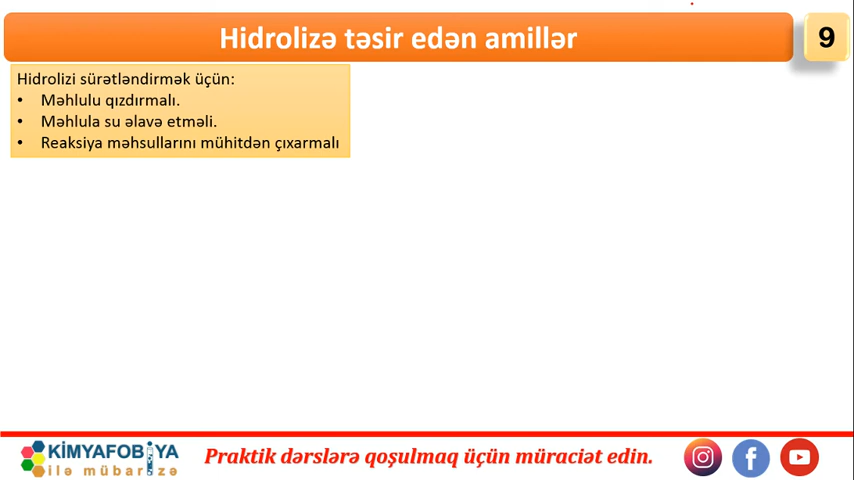 Hidrolizə təsir edən amillər
9
Hidrolizi sürətləndirmək üçün:
• Məhlulu qızdırmalı.
• Məhlula su əlavə etməli.
• Reaksiya məhsullarını mühitdən çıxarmalı
KİMYAFOBİYA
ilə mübarizə
Praktik dərslərə qoşulmaq üçün müraciət edin.